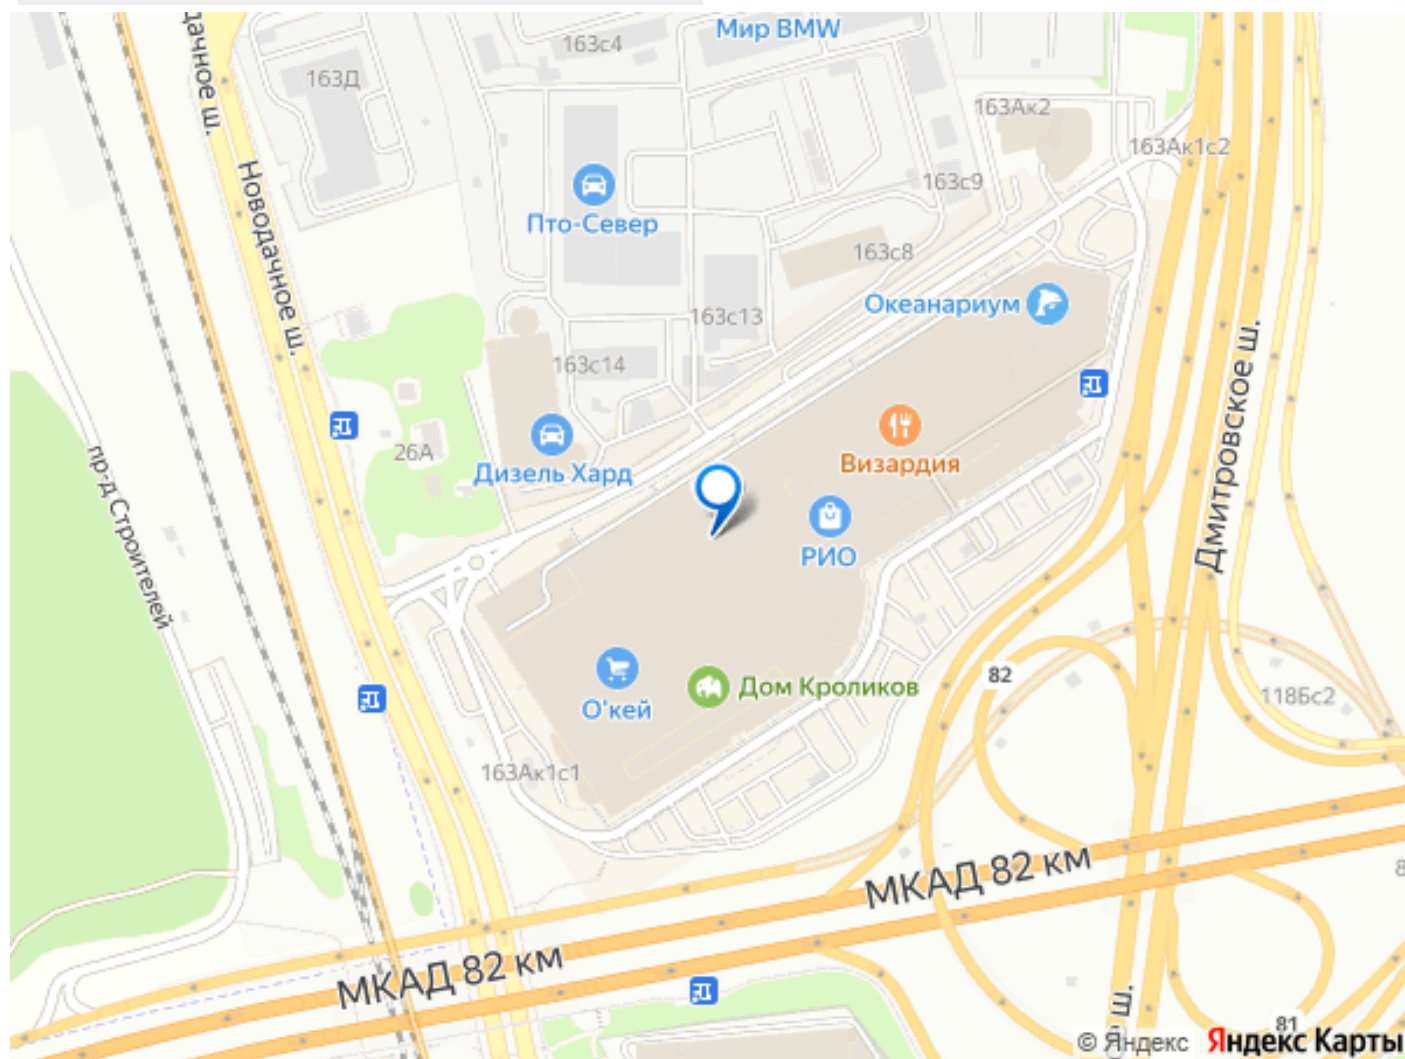 дачное ш.
163с4
Мир BMW
163Д
163Ак2
163Ак1с2
Новодачное ш.
163с9
Пто-Север
163с8
Океанариум
163с13
Дмитровское ш.
163с14
26А
Дизель Хард
Визардия
пр-д Строителей
РИО
82
О'кей
Дом Кроликов
118Бс2
163Ак1с1
МКАД 82 км
8
МКАД 82 км
ш.
81
© Яндекс Яндекс Карты